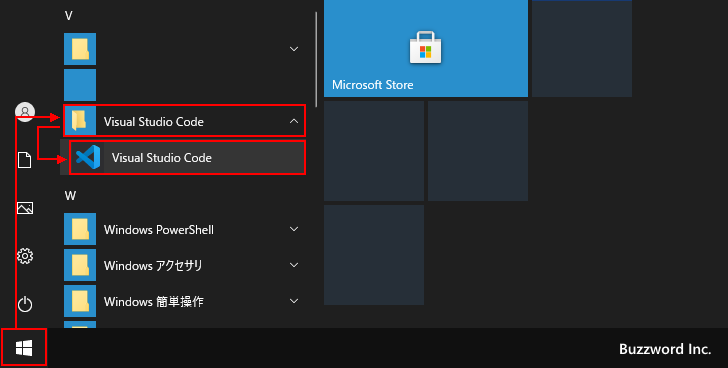 V
Microsoft Store
Visual Studio Code
Visual Studio Code
W
Windows PowerShell
Windows アクセサリ
Windows 簡単操作
Buzzword Inc.